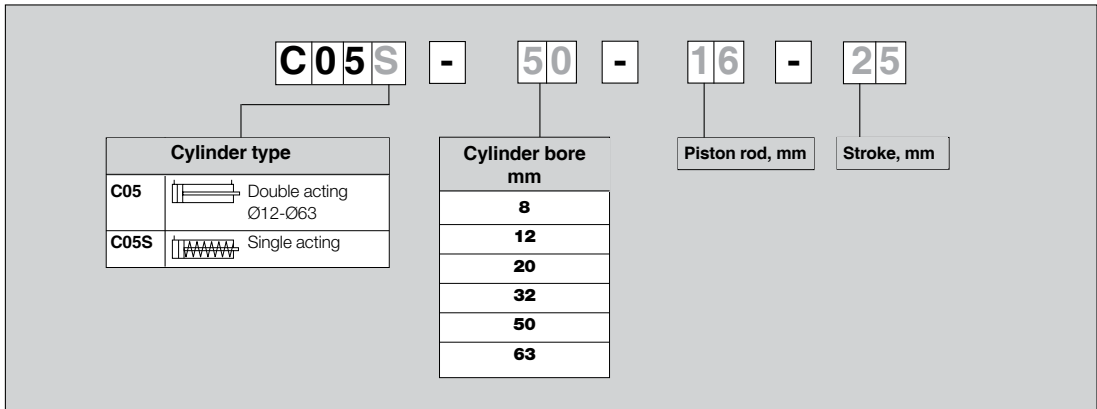 C05S - 50 - 16 - 25
Cylinder type
C05 Double acting
Ø12-Ø63
C05S Single acting
Cylinder bore
mm
8
12
20
32
50
63
Piston rod, mm
Stroke, mm